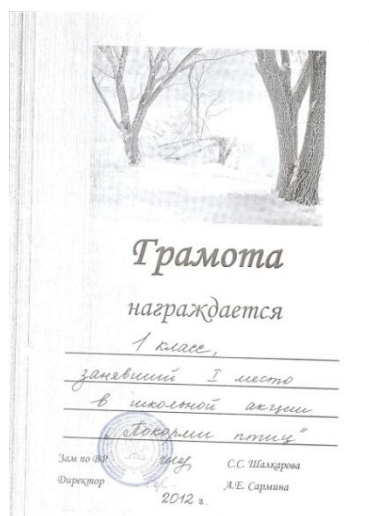 Грамота
награждается
1 класс,
занявший I место
в школьной акции
„Покорми птиц"
Зам по ВР С.С. Шалкарова
Директор А.Е. Сармина
2012 г.